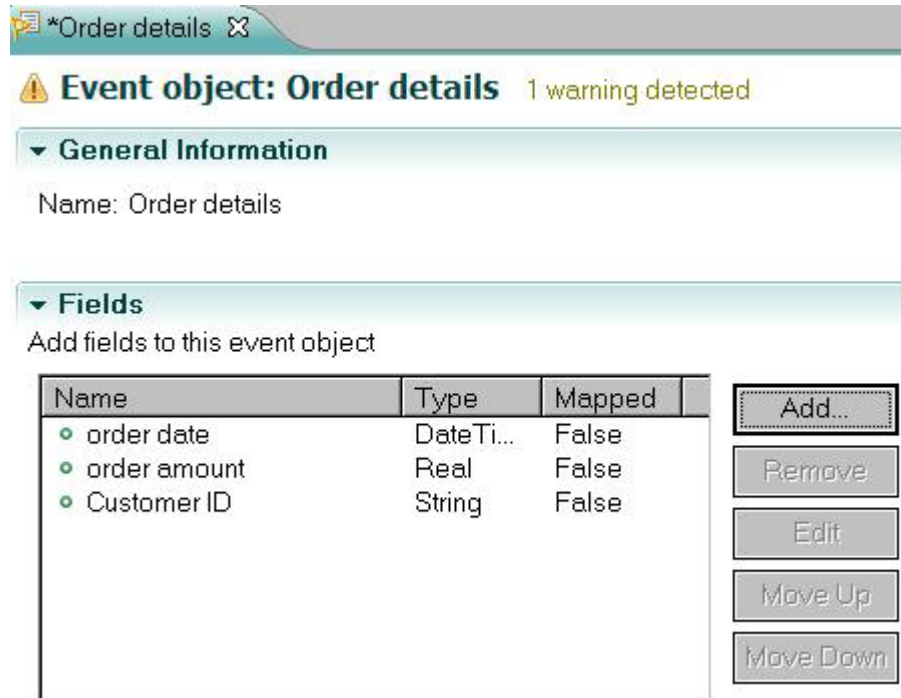 *Order details
Event object: Order details 1 warning detected
General Information
Name: Order details
Fields
Add fields to this event object
Name Type Mapped
order date DateTi... False
order amount Real False
Customer ID String False
Add...
Remove
Edit
Move Up
Move Down